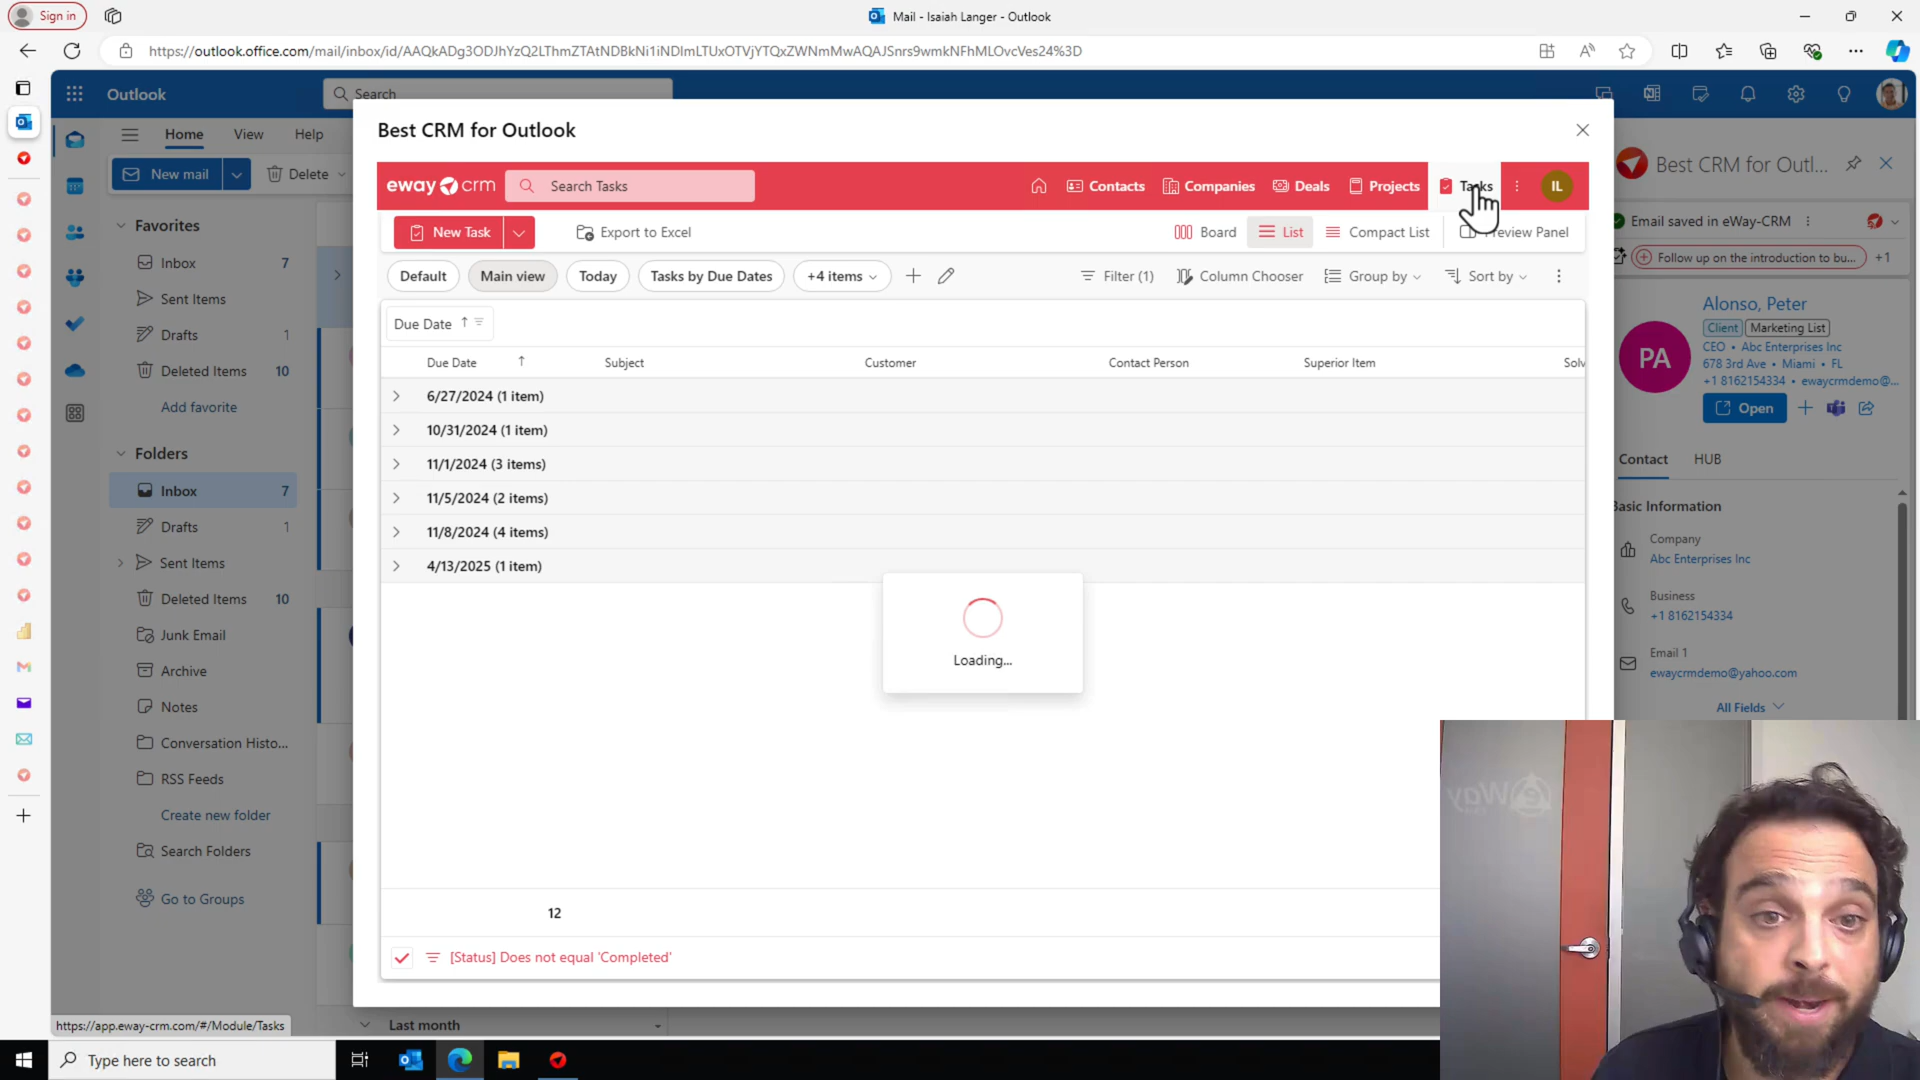 Sign in
Mail - Isaiah Langer - Outlook
https://outlook.office.com/mail/inbox/id/AAQkADg3ODJhYzQ2LThmZTAtNDBkNi1iNDlmLTUxOTVjYTQxZWNmMwAQAJSnrs9wmkNFhMLOvcVes24%3D
Outlook
Search
Home
View
Help
New mail
Delete
Favorites
Inbox 7
Sent Items
Drafts 1
Deleted Items 10
Add favorite
Folders
Inbox 7
Drafts 1
Sent Items
Deleted Items 10
Junk Email
Archive
Notes
Conversation Histo...
RSS Feeds
Create new folder
Search Folders
Go to Groups
https://app.eway-crm.com/#/Module/Tasks
Last month
Best CRM for Outlook
eway crm
Search Tasks
Contacts
Companies
Deals
Projects
Tasks
IL
New Task
Export to Excel
Board
List
Compact List
Preview Panel
Default
Main view
Today
Tasks by Due Dates
+4 items
Filter (1)
Column Chooser
Group by
Sort by
Due Date
Due Date Subject Customer Contact Person Superior Item Solv
6/27/2024 (1 item)
10/31/2024 (1 item)
11/1/2024 (3 items)
11/5/2024 (2 items)
11/8/2024 (4 items)
4/13/2025 (1 item)
Loading...
12
[Status] Does not equal 'Completed'
Best CRM for Outl...
Email saved in eWay-CRM
Follow up on the introduction to bu...
+1
PA
Alonso, Peter
Client
Marketing List
CEO • Abc Enterprises Inc
678 3rd Ave • Miami • FL
+1 8162154334 • ewaycrmdemo@...
Open
Contact
HUB
Basic Information
Company
Abc Enterprises Inc
Business
+1 8162154334
Email 1
ewaycrmdemo@yahoo.com
All Fields
eWay
Type here to search